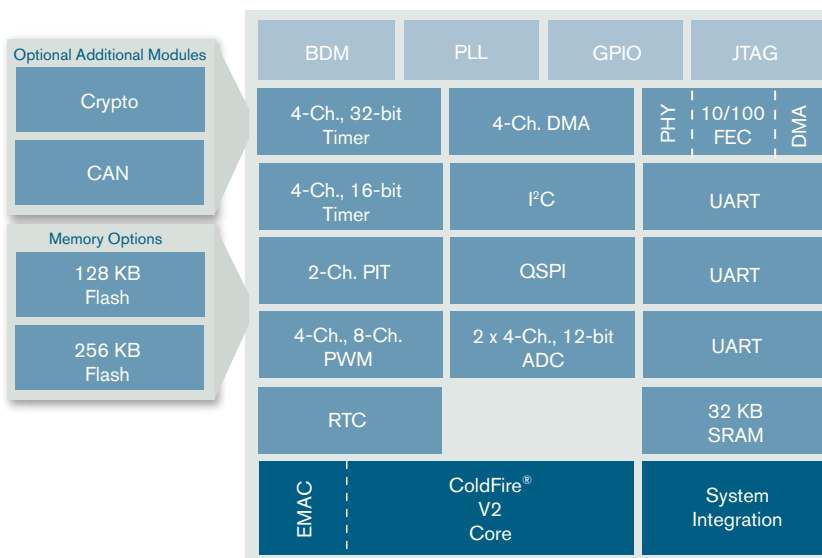 Optional Additional Modules
Crypto
CAN
Memory Options
128 KB
Flash
256 KB
Flash
BDM
PLL
GPIO
JTAG
4-Ch., 32-bit
Timer
4-Ch. DMA
PHY
10/100
FEC
DMA
4-Ch., 16-bit
Timer
I²C
UART
2-Ch. PIT
QSPI
UART
4-Ch., 8-Ch.
PWM
2 x 4-Ch., 12-bit
ADC
UART
RTC
32 KB
SRAM
EMAC
ColdFire®
V2
Core
System
Integration